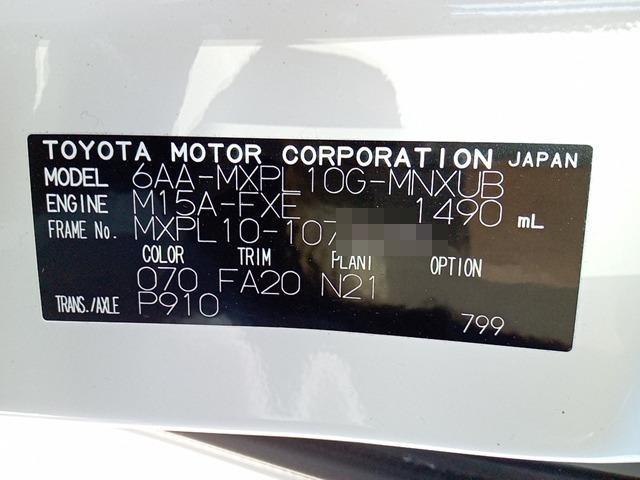 TOYOTA MOTOR CORPORATION JAPAN
MODEL 6AA-MXPL10G-MNXUB
ENGINE M15A-FXE 1490 mL
FRAME No. MXPL10-107
COLOR TRIM PLANT OPTION
070 FA20 N21
TRANS./AXLE P910
799